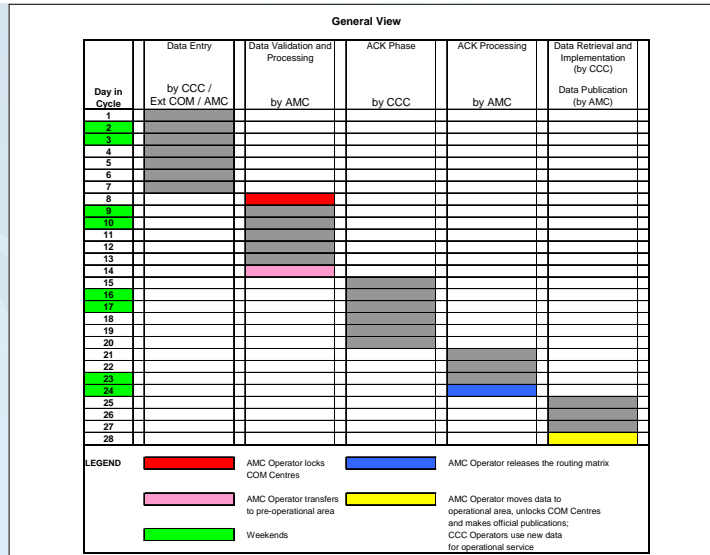 General View
Data Entry
by CCC /
Ext COM / AMC
Data Validation and
Processing
by AMC
ACK Phase
by CCC
ACK Processing
by AMC
Data Retrieval and
Implementation
(by CCC)
Data Publication
(by AMC)
Day in
Cycle
1
2
3
4
5
6
7
8
9
10
11
12
13
14
15
16
17
18
19
20
21
22
23
24
25
26
27
28
LEGEND
AMC Operator locks
COM Centres
AMC Operator releases the routing matrix
AMC Operator transfers
to pre-operational area
AMC Operator moves data to
operational area, unlocks COM Centres
and makes official publications;
CCC Operators use new data
for operational service
Weekends